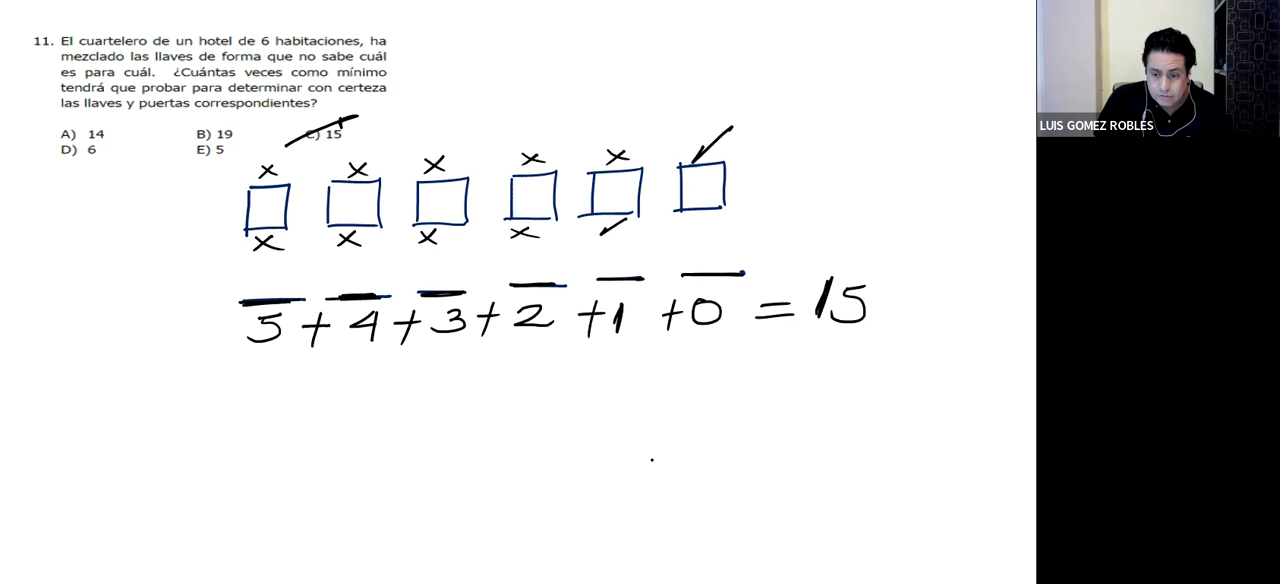 11. El cuartelero de un hotel de 6 habitaciones, ha
mezclado las llaves de forma que no sabe cuál
es para cuál. ¿Cuántas veces como mínimo
tendrá que probar para determinar con certeza
las llaves y puertas correspondientes?
A) 14 B) 19 C) 15
D) 6 E) 5
x x x x x ✓
x x x x ✓
5 + 4 + 3 + 2 + 1 + 0 = 15
LUIS GOMEZ ROBLES